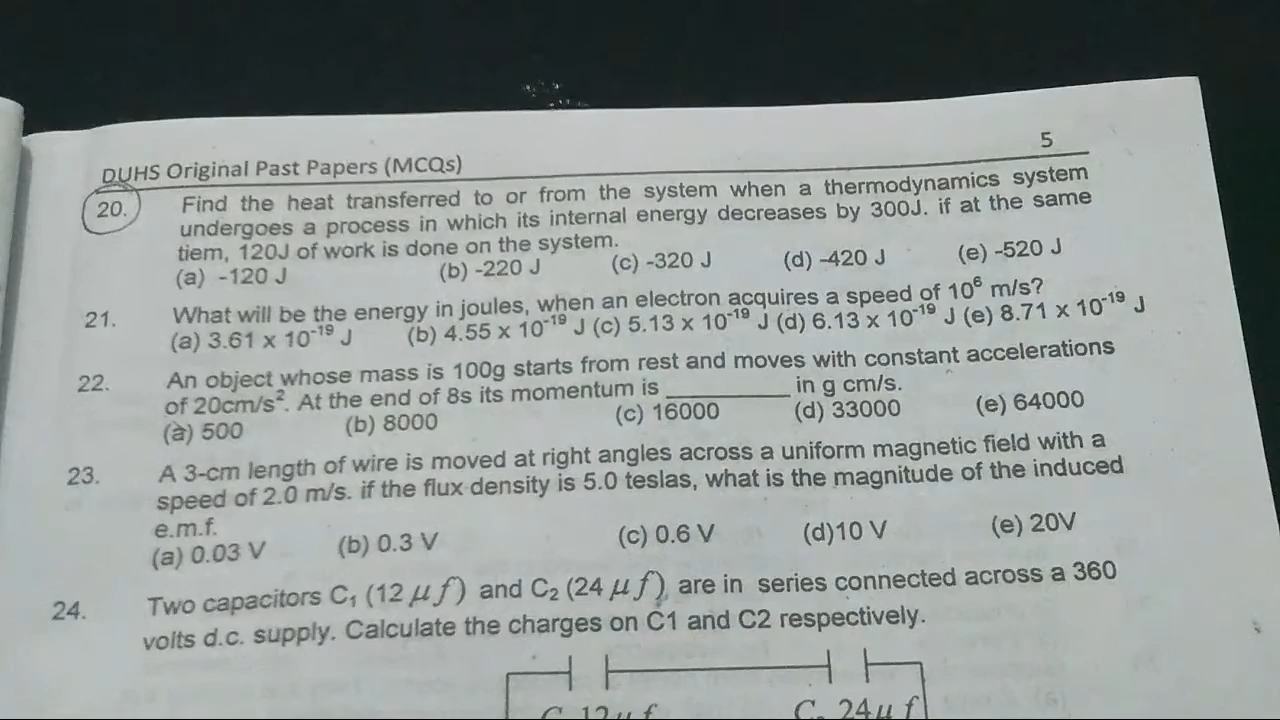 5
DUHS Original Past Papers (MCQs)
20. Find the heat transferred to or from the system when a thermodynamics system
undergoes a process in which its internal energy decreases by 300J. if at the same
tiem, 120J of work is done on the system.
(a) -120 J (b) -220 J (c) -320 J (d) -420 J (e) -520 J
21. What will be the energy in joules, when an electron acquires a speed of 10⁶ m/s?
(a) 3.61 x 10⁻¹⁹ J (b) 4.55 x 10⁻¹⁹ J (c) 5.13 x 10⁻¹⁹ J (d) 6.13 x 10⁻¹⁹ J (e) 8.71 x 10⁻¹⁹ J
22. An object whose mass is 100g starts from rest and moves with constant accelerations
of 20cm/s². At the end of 8s its momentum is __________ in g cm/s.
(a) 500 (b) 8000 (c) 16000 (d) 33000 (e) 64000
23. A 3-cm length of wire is moved at right angles across a uniform magnetic field with a
speed of 2.0 m/s. if the flux density is 5.0 teslas, what is the magnitude of the induced
e.m.f.
(a) 0.03 V (b) 0.3 V (c) 0.6 V (d)10 V (e) 20V
24. Two capacitors C₁ (12 μf) and C₂ (24 μf), are in series connected across a 360
volts d.c. supply. Calculate the charges on C1 and C2 respectively.
12μf 24μf